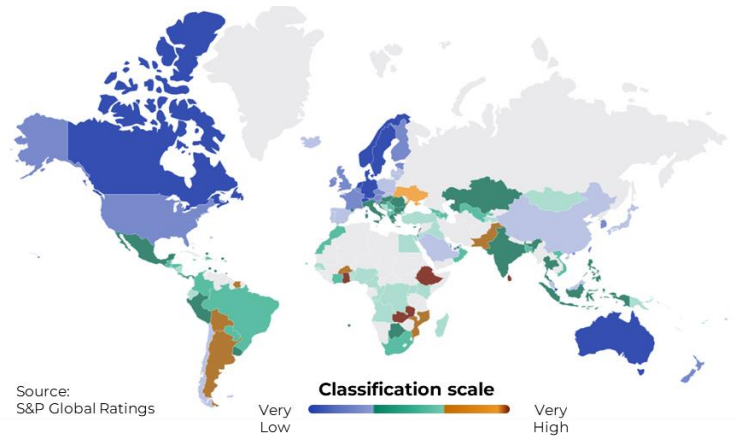 Classification scale
Source:
S&P Global Ratings
Very
Low
Very
High